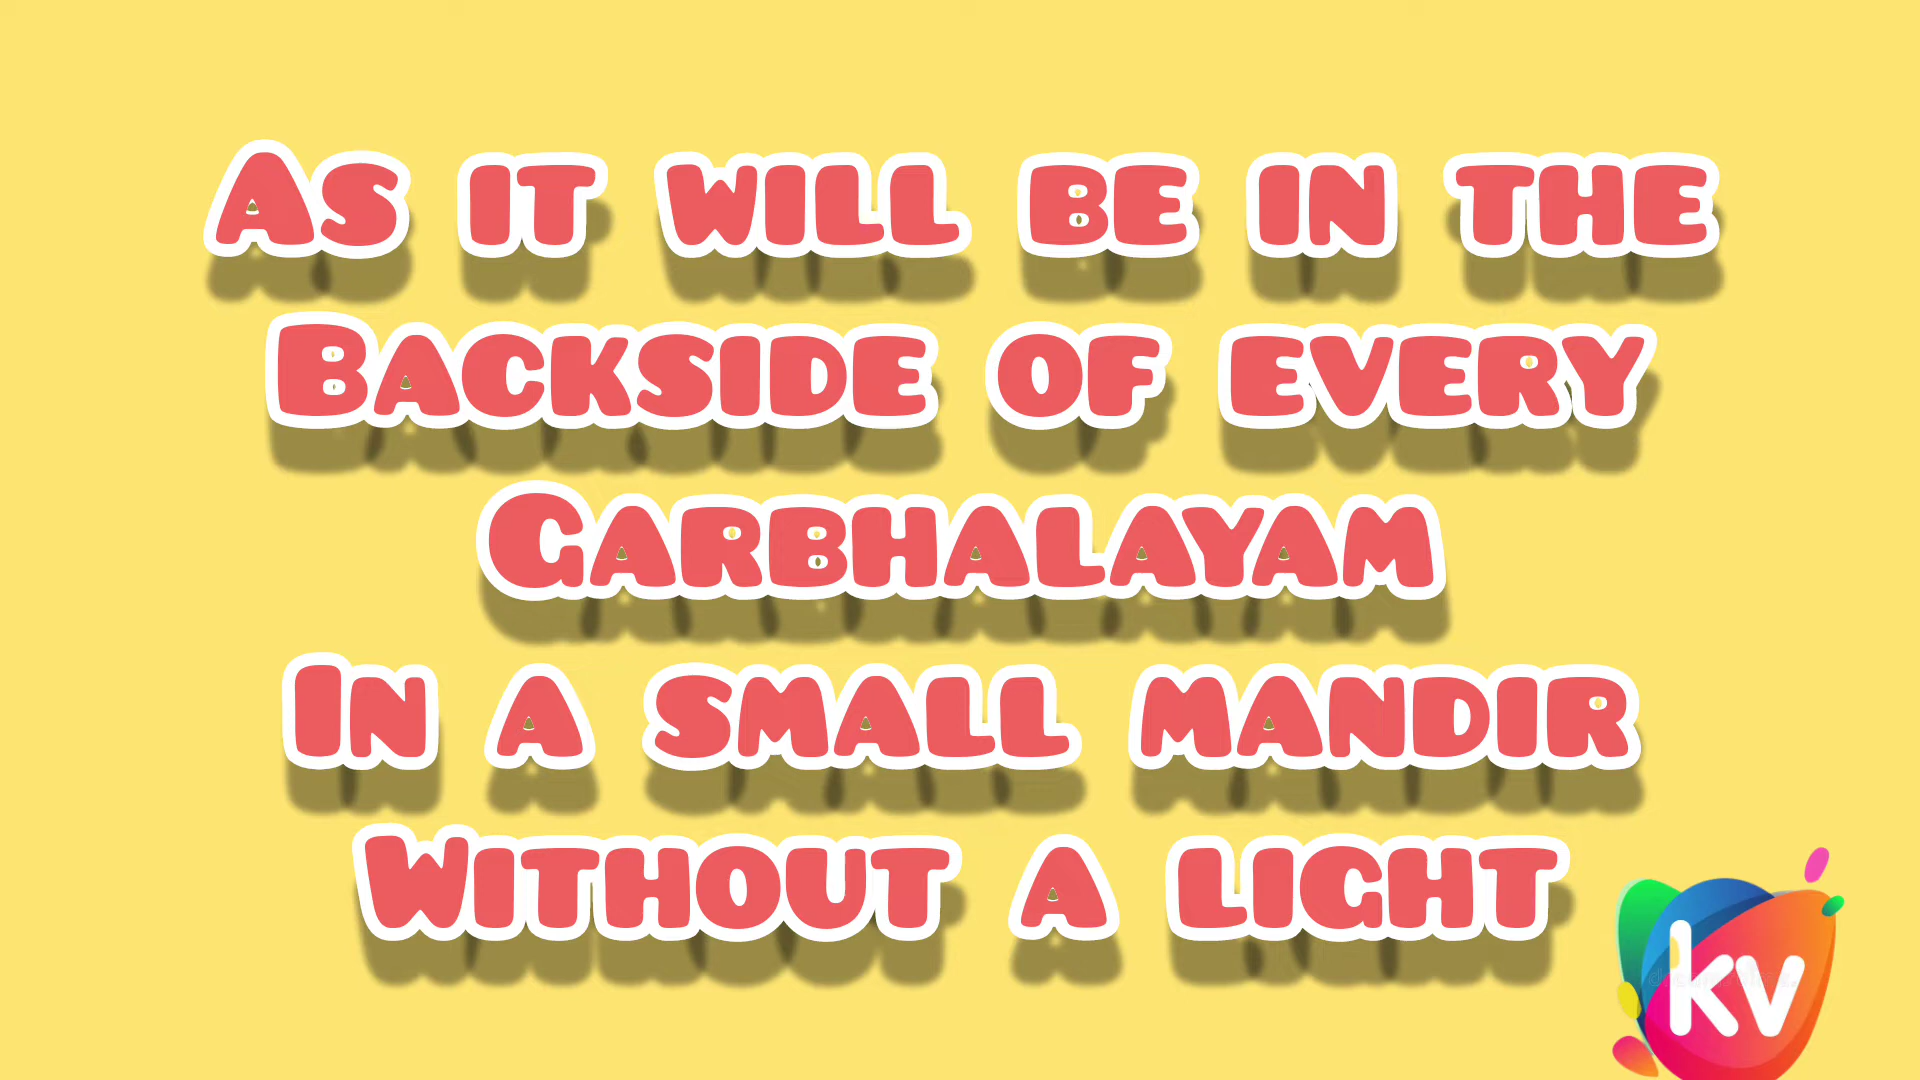 As it will be in the
Backside of every
Garbhalayam
In a small mandir
Without a light
kv